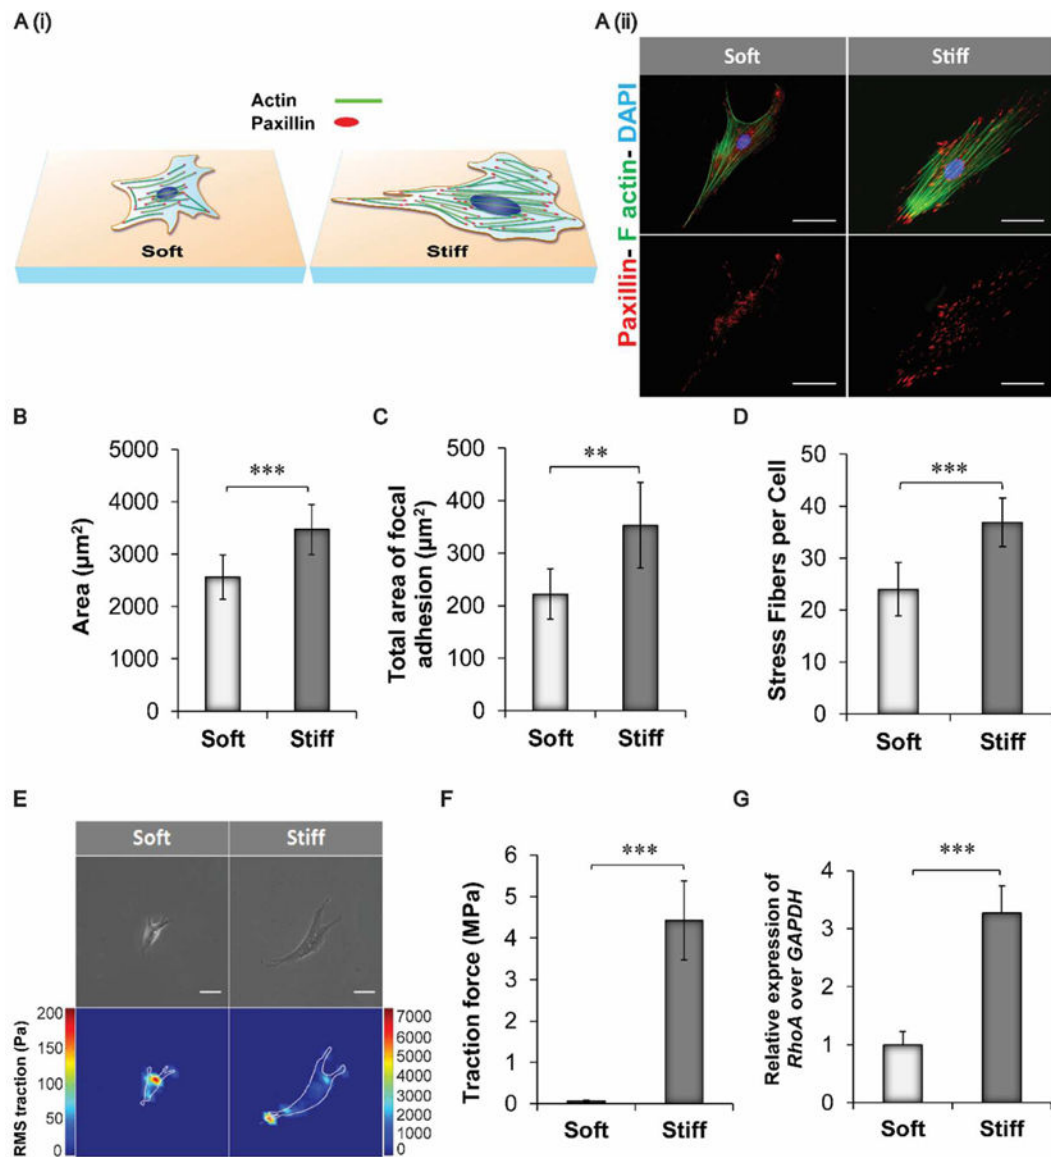 A (i)
Actin
Paxillin
Soft
Stiff
A (ii)
Soft
Stiff
Paxillin- F actin- DAPI
B
Area (µm²)
5000
4000
3000
2000
1000
0
***
Soft
Stiff
C
Total area of focal
adhesion (µm²)
500
400
300
200
100
0
**
Soft
Stiff
D
Stress Fibers per Cell
50
40
30
20
10
0
***
Soft
Stiff
E
Soft
Stiff
RMS traction (Pa)
200
150
100
50
0
7000
6000
5000
4000
3000
2000
1000
0
F
Traction force (MPa)
6
5
4
3
2
1
0
***
Soft
Stiff
G
Relative expression of
RhoA over GAPDH
4
3
2
1
0
***
Soft
Stiff